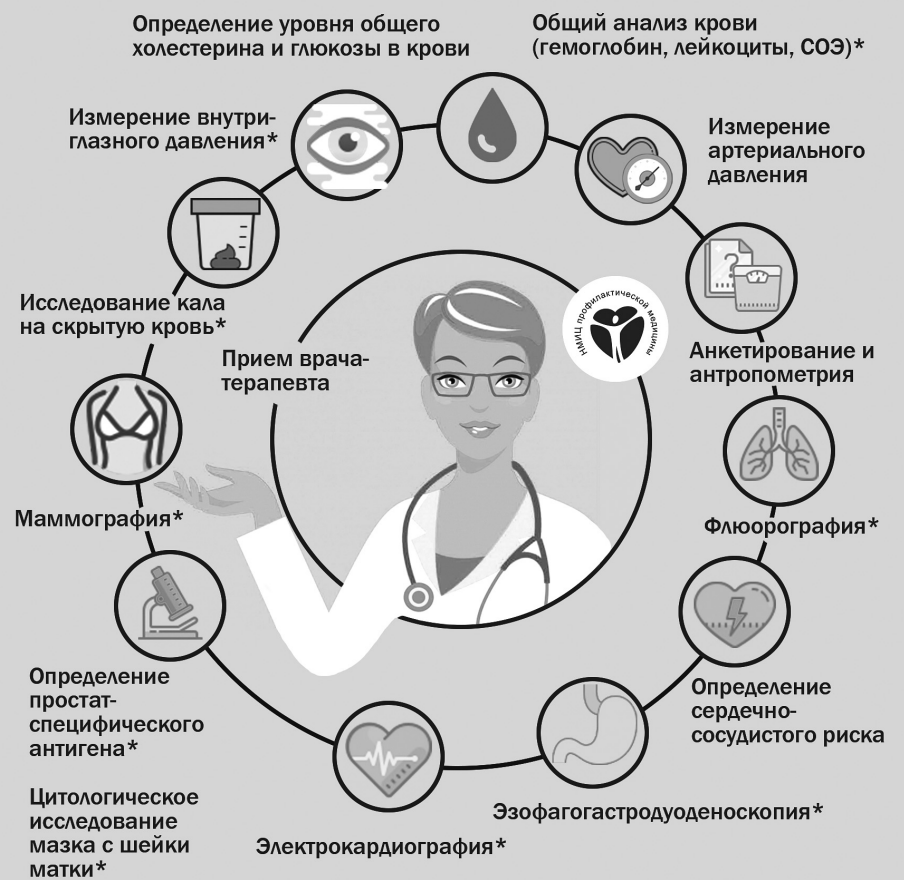 Определение уровня общего
холестерина и глюкозы в крови
Общий анализ крови
(гемоглобин, лейкоциты, СОЭ)*
Измерение внутри-
глазного давления*
Измерение
артериального
давления
Исследование кала
на скрытую кровь*
Прием врача-
терапевта
НМИЦ профилактической медицины
?
Анкетирование и
антропометрия
Маммография*
Флюорография*
Определение
простат-
специфического
антигена*
Определение
сердечно-
сосудистого риска
Цитологическое
исследование
мазка с шейки
матки*
Эзофагогастродуоденоскопия*
Электрокардиография*